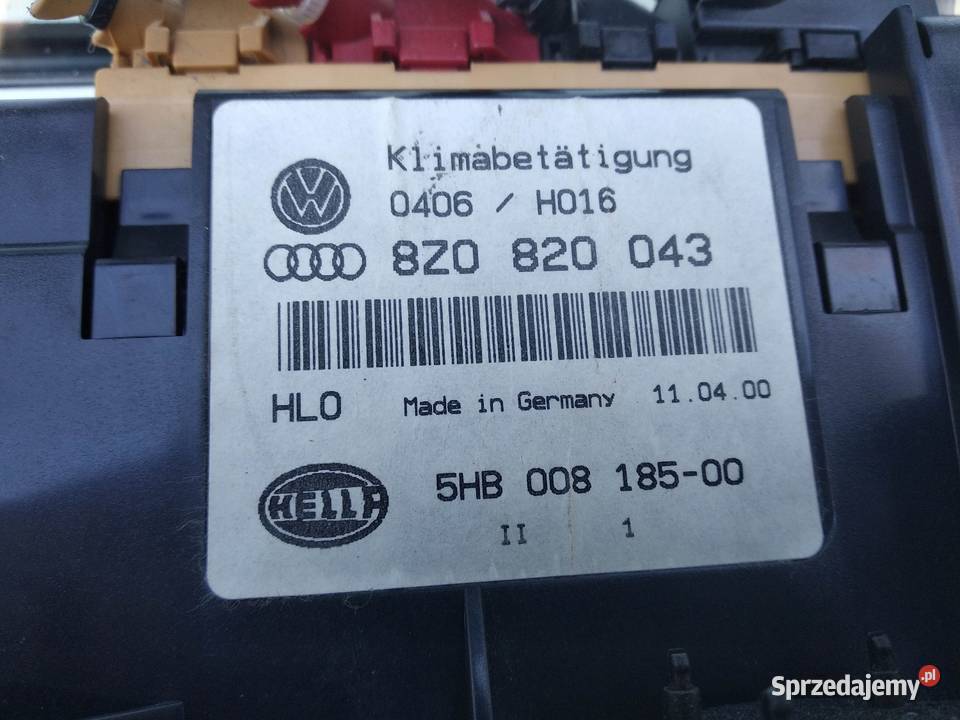 Klimabetätigung
0406 / H016
8Z0 820 043
HLO Made in Germany 11.04.00
HELLA 5HB 008 185-00
II 1
Sprzedajemy.pl